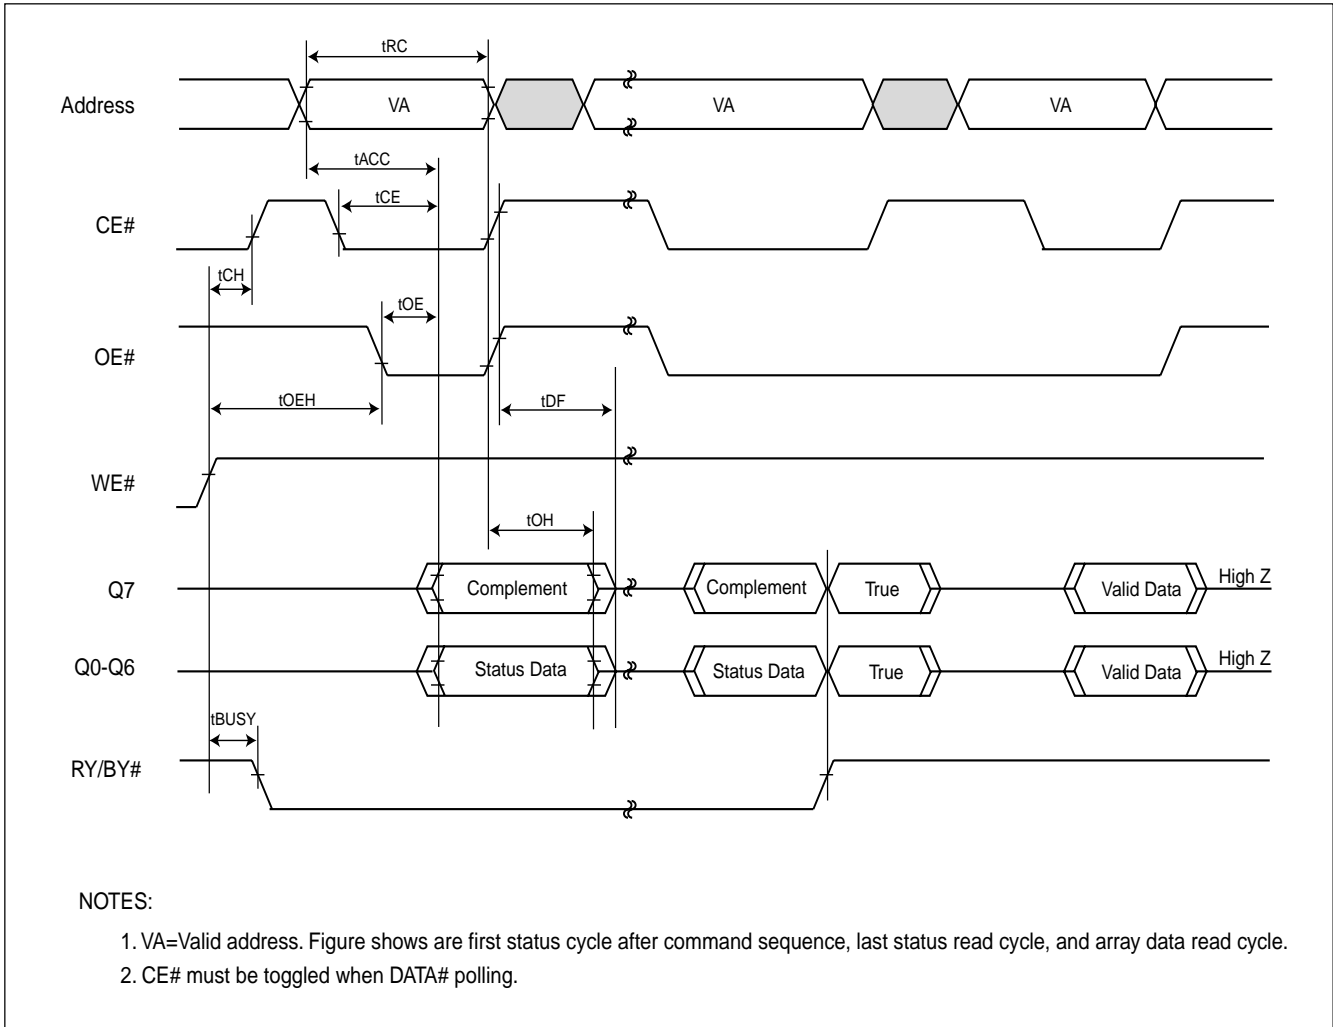 tRC
Address
VA
VA
VA
tACC
tCE
CE#
tCH
tOE
OE#
tOEH
tDF
WE#
tOH
Q7
Complement
Complement
True
Valid Data
High Z
Q0-Q6
Status Data
Status Data
True
Valid Data
High Z
tBUSY
RY/BY#
NOTES:
1. VA=Valid address. Figure shows are first status cycle after command sequence, last status read cycle, and array data read cycle.
2. CE# must be toggled when DATA# polling.